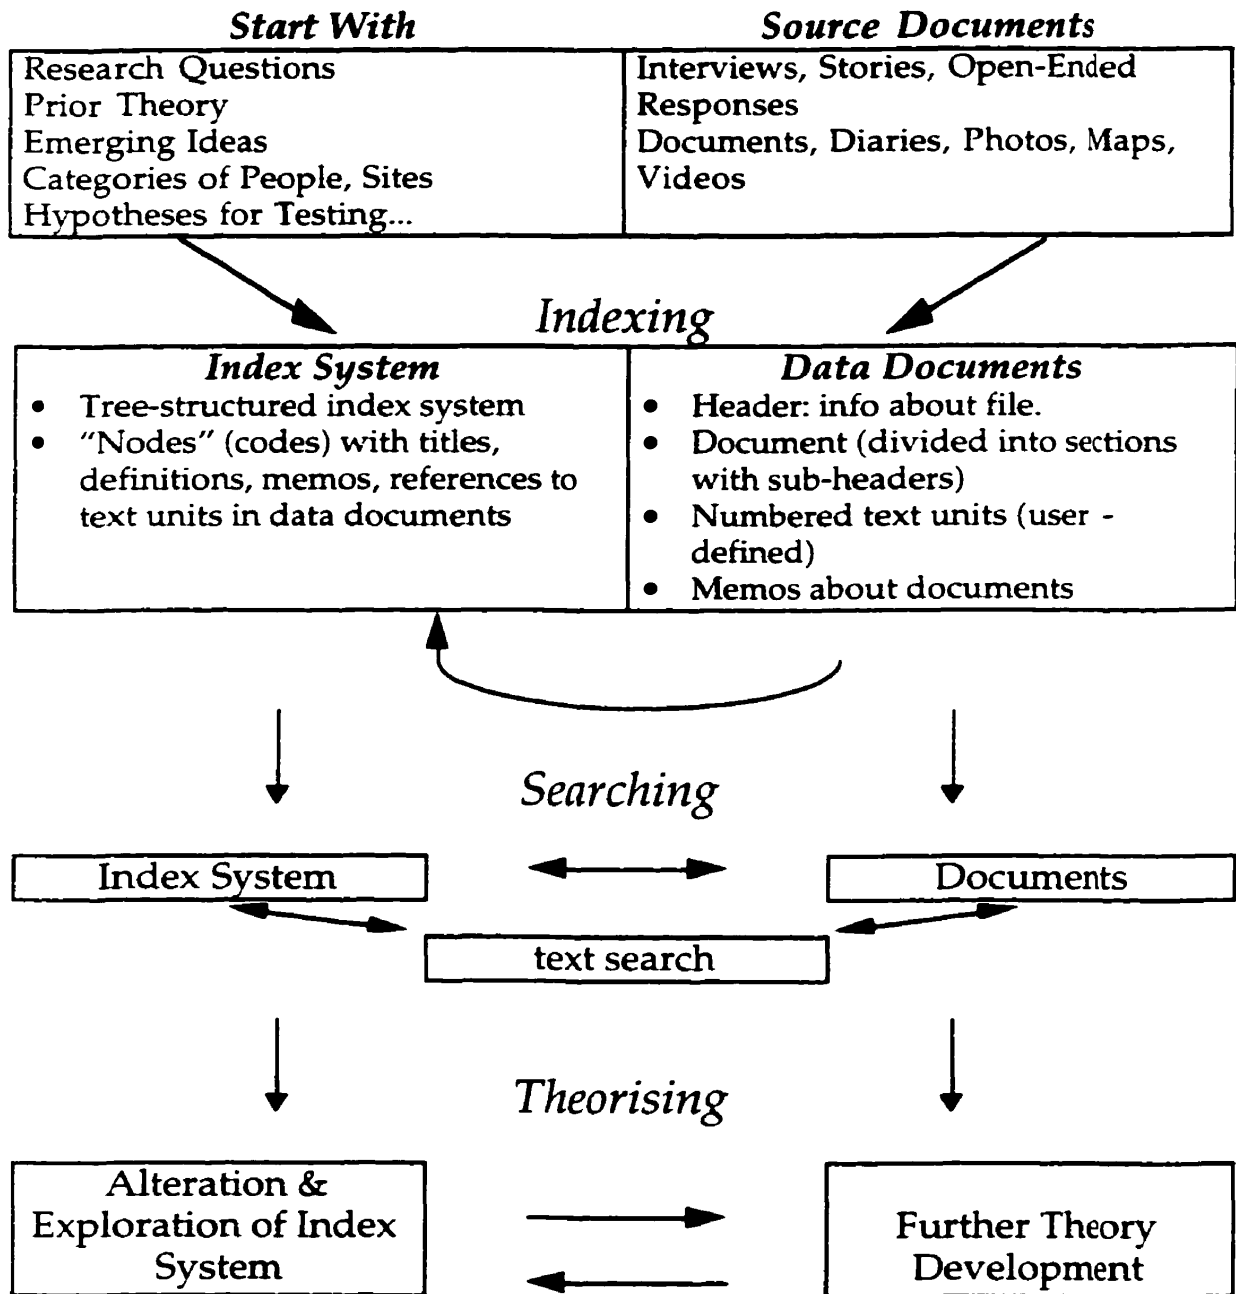 Start With
Source Documents
Research Questions
Prior Theory
Emerging Ideas
Categories of People, Sites
Hypotheses for Testing...
Interviews, Stories, Open-Ended
Responses
Documents, Diaries, Photos, Maps,
Videos
Indexing
Index System
• Tree-structured index system
• "Nodes" (codes) with titles,
definitions, memos, references to
text units in data documents
Data Documents
• Header: info about file.
• Document (divided into sections
with sub-headers)
• Numbered text units (user -
defined)
• Memos about documents
Searching
Index System
Documents
text search
Theorising
Alteration &
Exploration of Index
System
Further Theory
Development